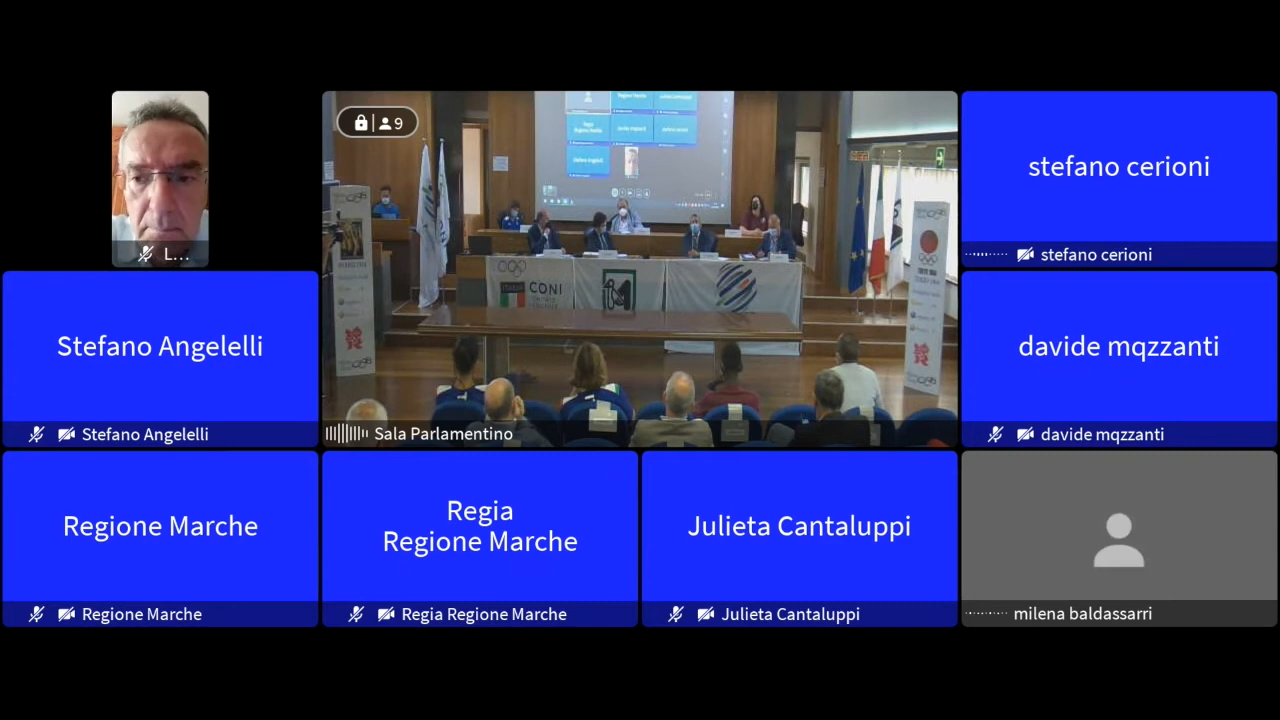 9
L...
Sala Parlamentino
ITALIA
CONI
stefano cerioni
stefano cerioni
Stefano Angelelli
Stefano Angelelli
davide mqzzanti
davide mqzzanti
Regione Marche
Regione Marche
Regia
Regione Marche
Regia Regione Marche
Julieta Cantaluppi
Julieta Cantaluppi
milena baldassarri